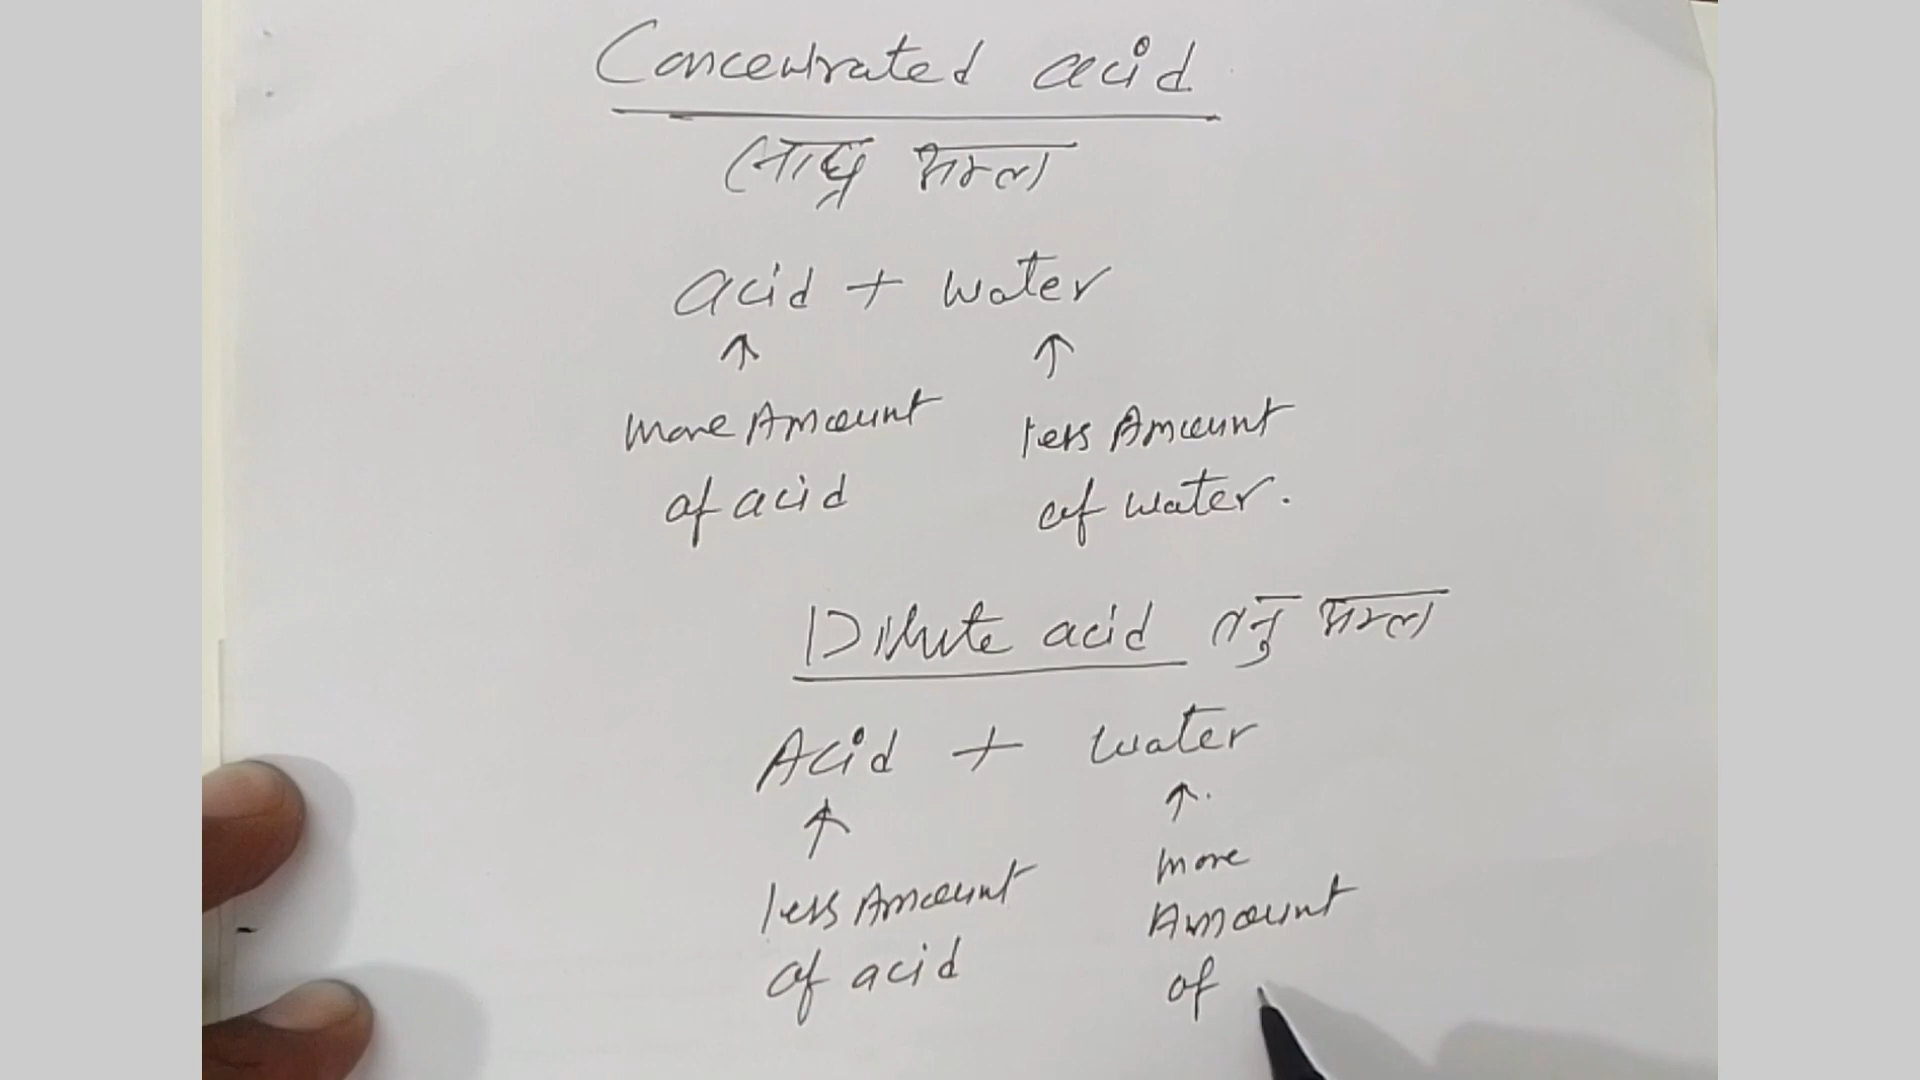 Concentrated acid
अम्ल
acid + water
↑ ↑
more Amount less Amount
of acid of water.
Dilute acid तनु अम्ल
Acid + water
↑ ↑
more
less Amount Amount
of acid of